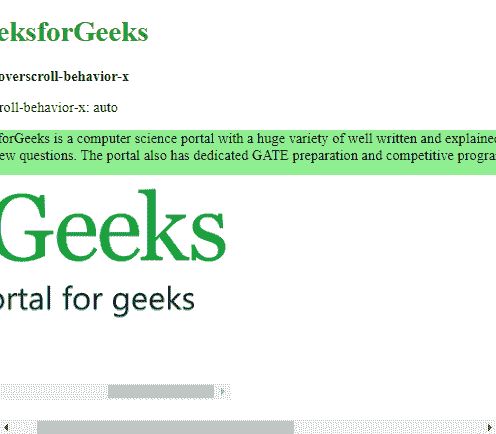 eksforGeeks
overscroll-behavior-x
roll-behavior-x: auto
forGeeks is a computer science portal with a huge variety of well written and explained
ew questions. The portal also has dedicated GATE preparation and competitive progra
Geeks
ortal for geeks